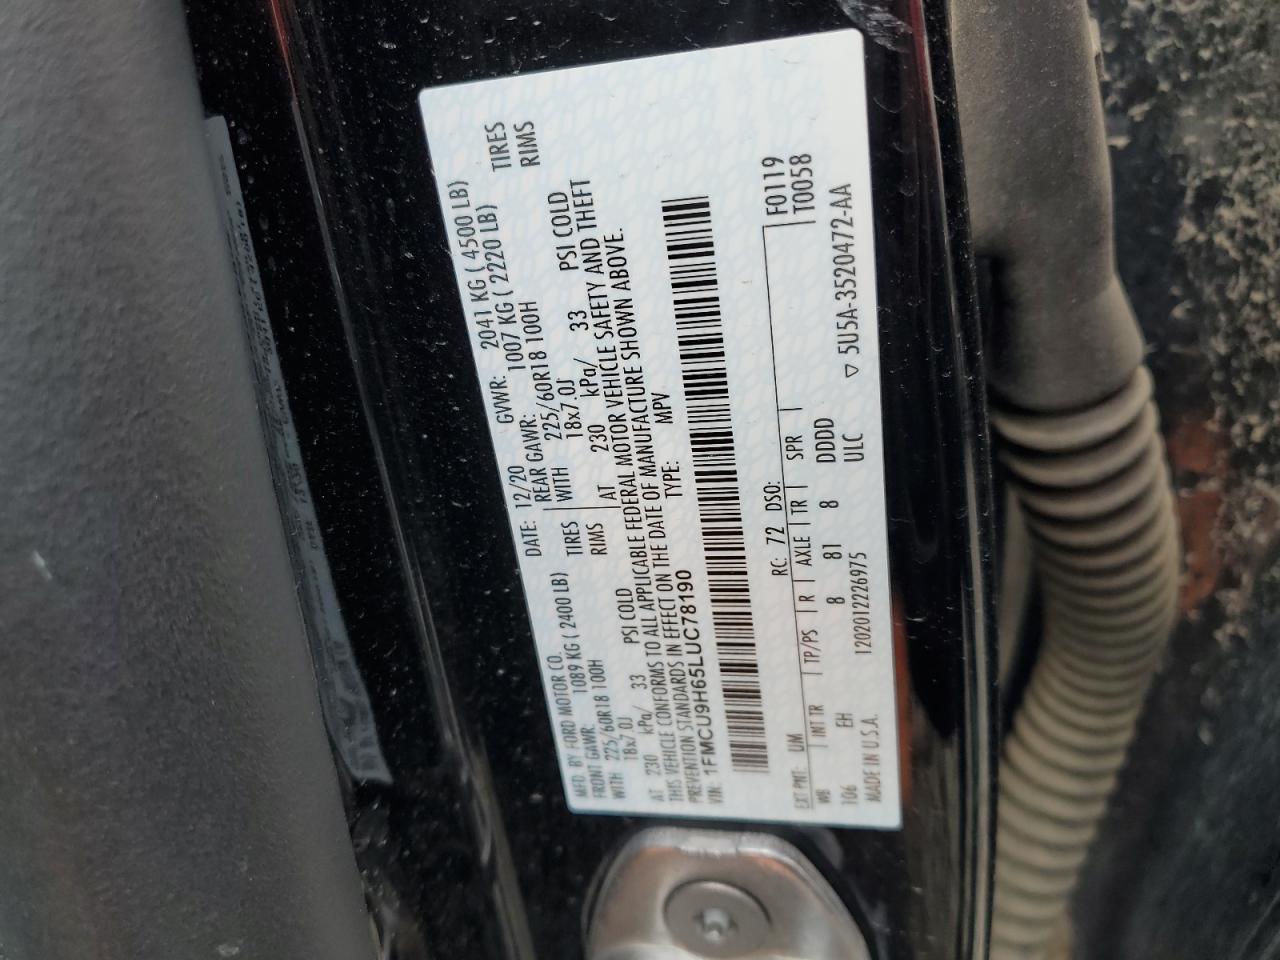 MFD. BY FORD MOTOR CO. DATE: 12/20 GVWR: 2041 KG ( 4500 LB)
FRONT GAWR: 1089 KG ( 2400 LB) REAR GAWR: 1007 KG ( 2220 LB)
WITH 225/60R18 100H TIRES WITH 225/60R18 100H TIRES
18x7.0J RIMS 18x7.0J RIMS
AT 230 kPa/ 33 PSI COLD AT 230 kPa/ 33 PSI COLD
THIS VEHICLE CONFORMS TO ALL APPLICABLE FEDERAL MOTOR VEHICLE SAFETY AND THEFT
PREVENTION STANDARDS IN EFFECT ON THE DATE OF MANUFACTURE SHOWN ABOVE.
VIN: 1FMCU9H65LUC78190 TYPE: MPV
F0119
T0058
EXT PNT: UM RC: 72 DSO:
WB INT TR TP/PS R AXLE TR SPR
106 EH 8 81 8 DDDD
ULC
MADE IN U.S.A. 1202012226975 ▽ 5U5A-3520472-AA